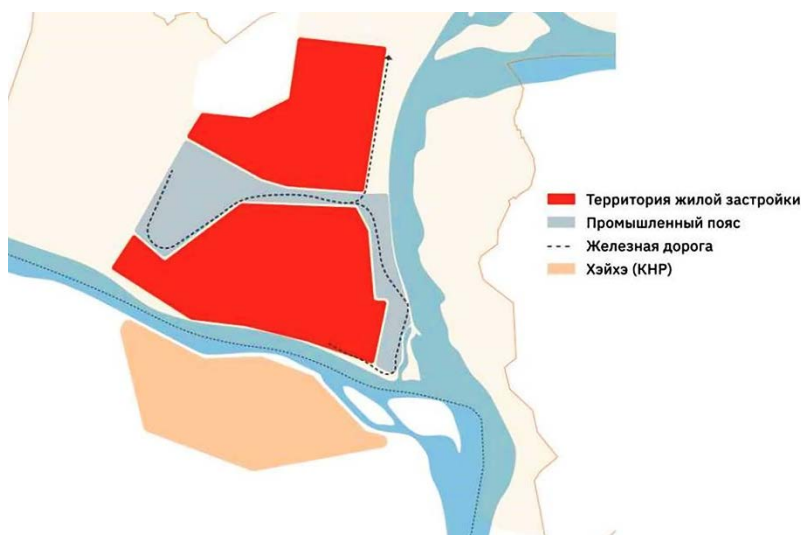 Территория жилой застройки
Промышленный пояс
Железная дорога
Хэйхэ (КНР)